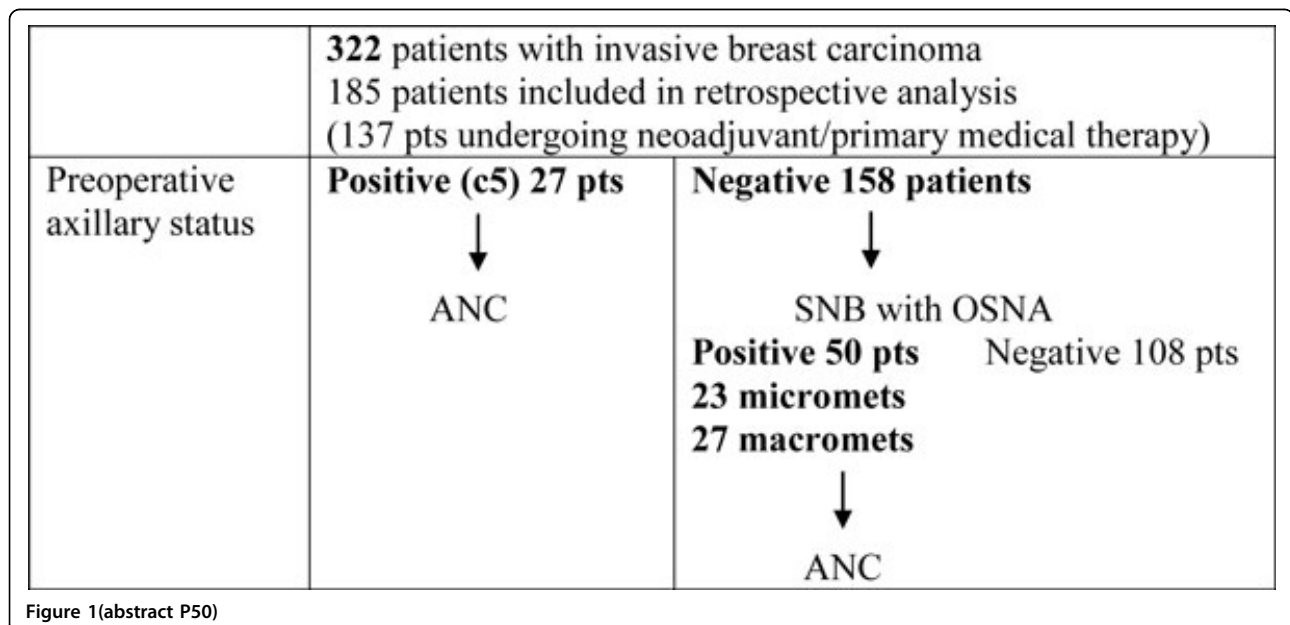 322 patients with invasive breast carcinoma
185 patients included in retrospective analysis
(137 pts undergoing neoadjuvant/primary medical therapy)
Preoperative
axillary status
Positive (c5) 27 pts
ANC
Negative 158 patients
SNB with OSNA
Positive 50 pts Negative 108 pts
23 micromets
27 macromets
ANC
Figure 1(abstract P50)